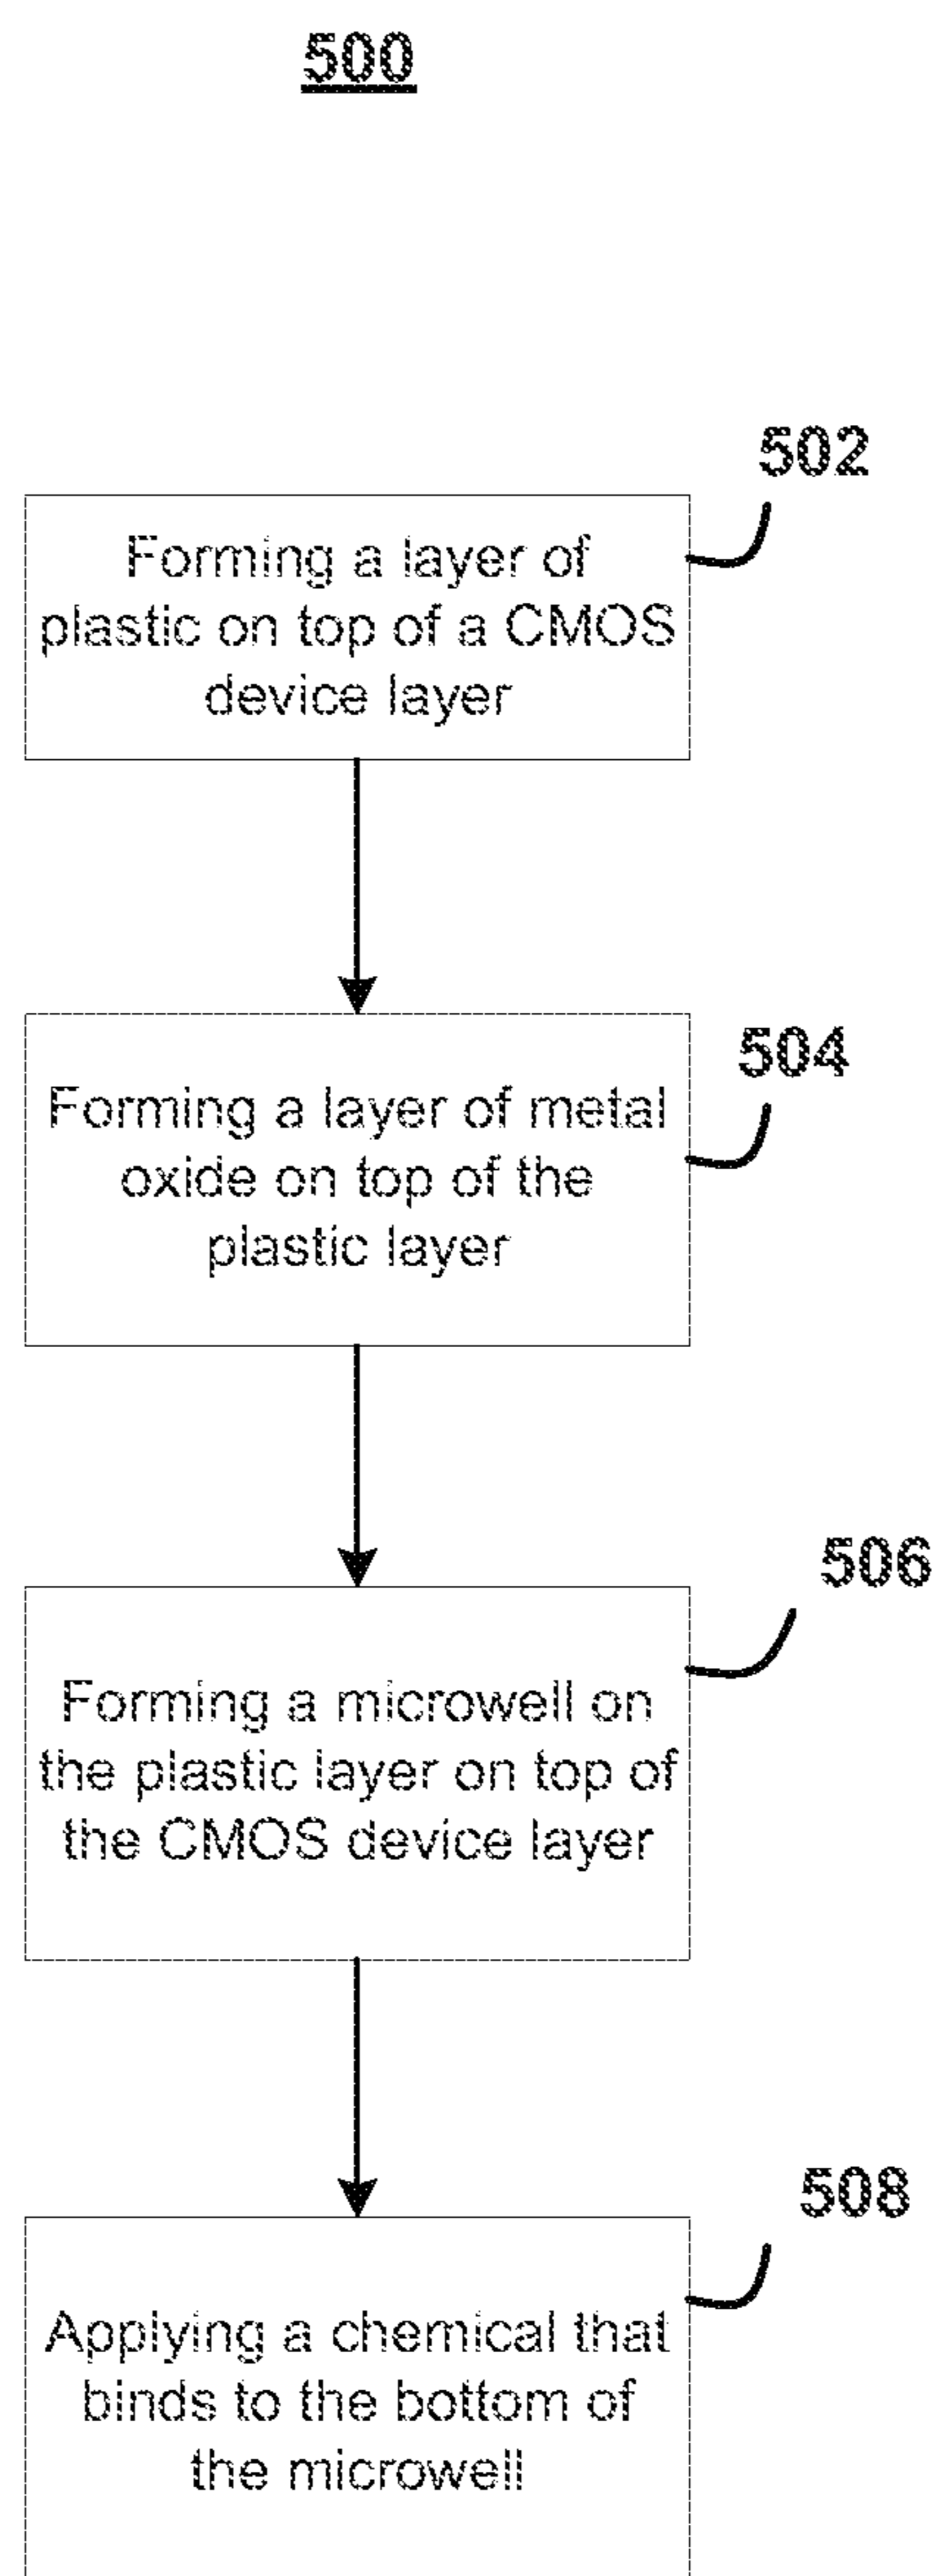 500
502
Forming a layer of
plastic on top of a CMOS
device layer
504
Forming a layer of metal
oxide on top of the
plastic layer
506
Forming a microwell on
the plastic layer on top of
the CMOS device layer
508
Applying a chemical that
binds to the bottom of
the microwell